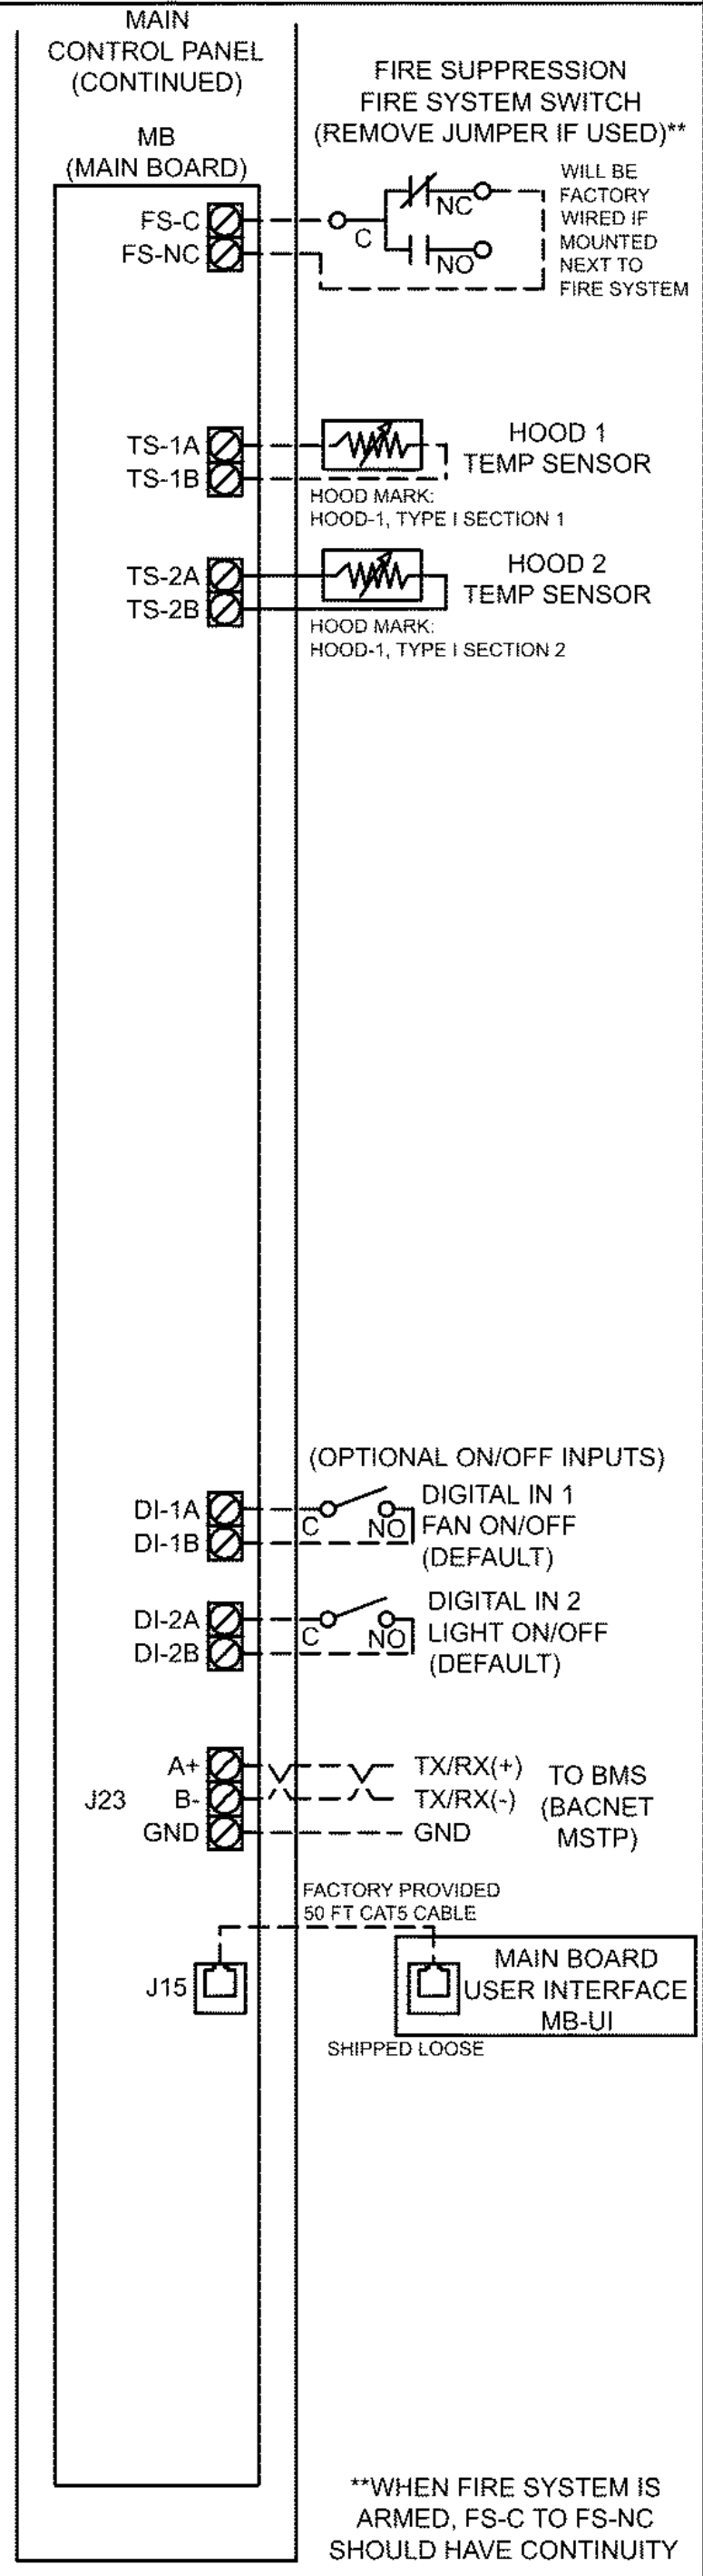 MAIN
CONTROL PANEL
(CONTINUED)
FIRE SUPPRESSION
FIRE SYSTEM SWITCH
(REMOVE JUMPER IF USED)**
MB
(MAIN BOARD)
WILL BE
FACTORY
WIRED IF
MOUNTED
NEXT TO
FIRE SYSTEM
FS-C
C
NC
FS-NC
NO
TS-1A
TS-1B
HOOD 1
TEMP SENSOR
HOOD MARK:
HOOD-1, TYPE I SECTION 1
TS-2A
TS-2B
HOOD 2
TEMP SENSOR
HOOD MARK:
HOOD-1, TYPE I SECTION 2
(OPTIONAL ON/OFF INPUTS)
DI-1A
DI-1B
C
NO
DIGITAL IN 1
FAN ON/OFF
(DEFAULT)
DI-2A
DI-2B
C
NO
DIGITAL IN 2
LIGHT ON/OFF
(DEFAULT)
J23
A+
B-
GND
TX/RX(+)
TX/RX(-)
GND
TO BMS
(BACNET
MSTP)
FACTORY PROVIDED
50 FT CAT5 CABLE
J15
MAIN BOARD
USER INTERFACE
MB-UI
SHIPPED LOOSE
**WHEN FIRE SYSTEM IS
ARMED, FS-C TO FS-NC
SHOULD HAVE CONTINUITY